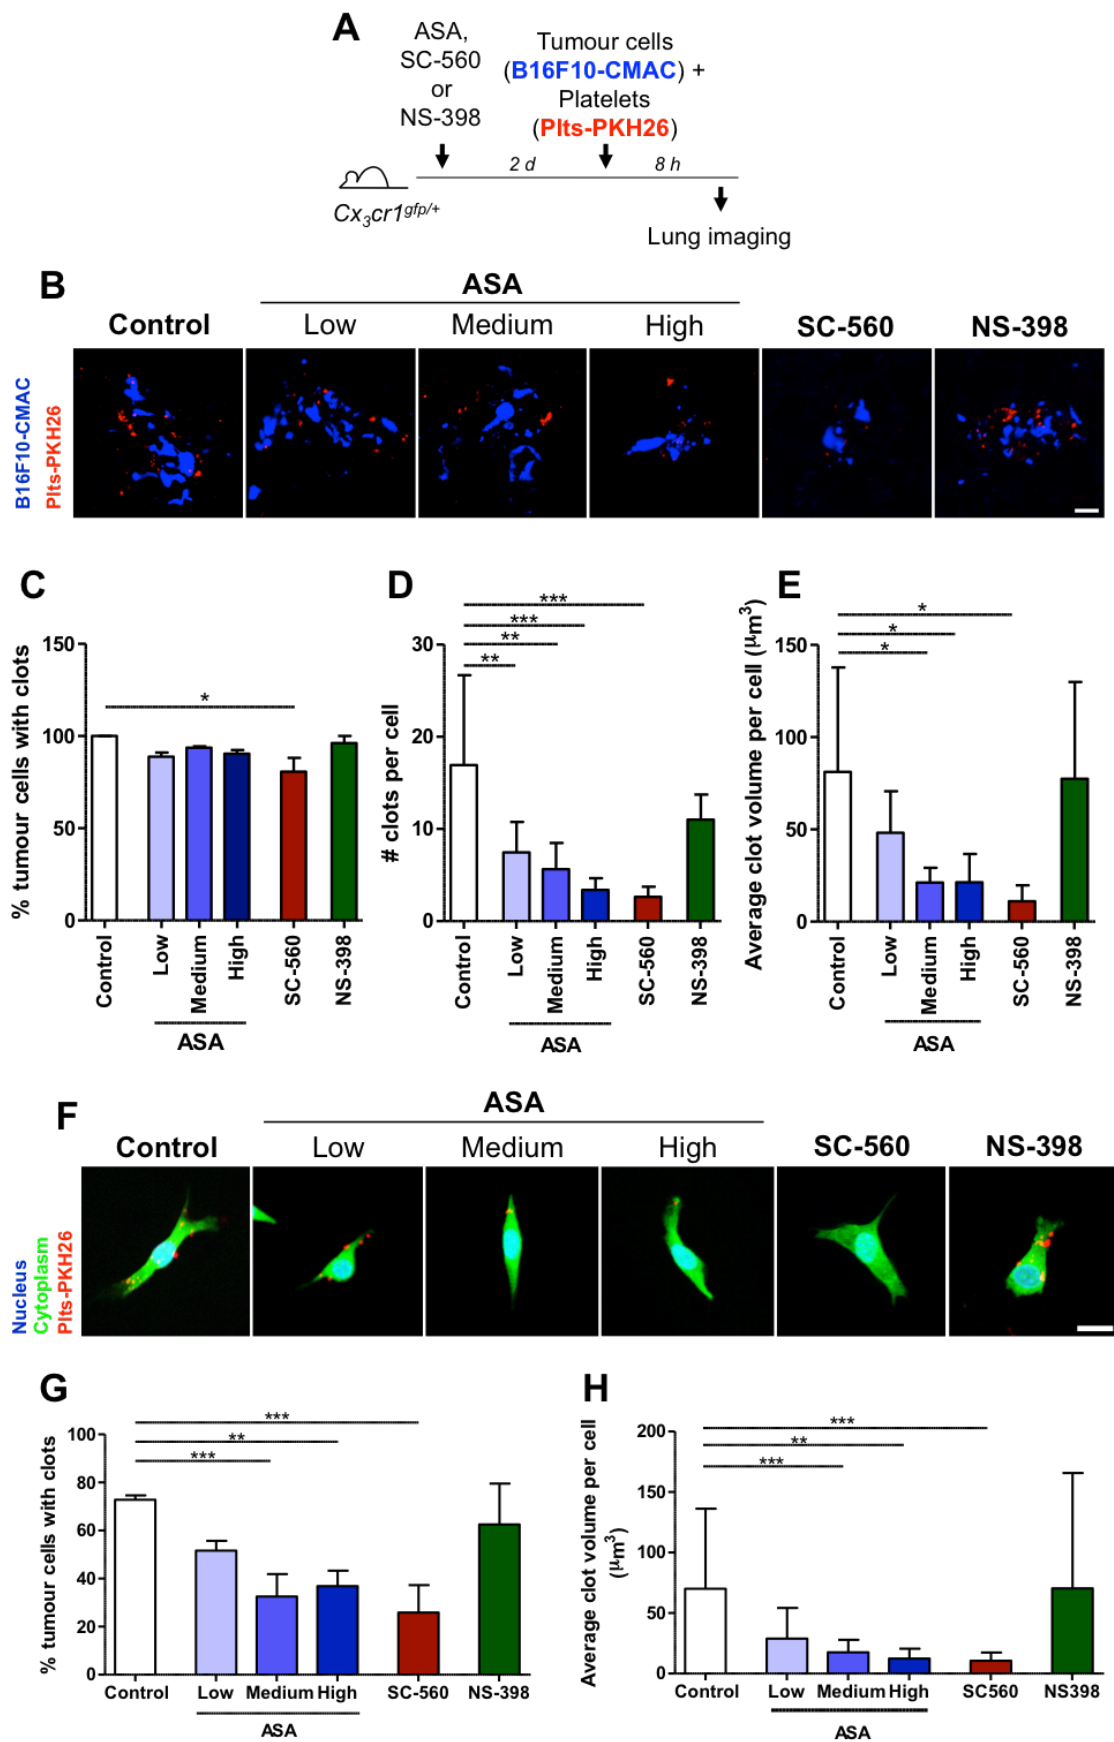 A
ASA,
SC-560
or
NS-398
Tumour cells
(B16F10-CMAC) +
Platelets
(Plts-PKH26)
2 d
8 h
Cx3cr1gfp/+
Lung imaging
B
ASA
Control Low Medium High SC-560 NS-398
B16F10-CMAC
Plts-PKH26
C
% tumour cells with clots
150
100
50
0
*
Control Low Medium High SC-560 NS-398
ASA
D
# clots per cell
30
20
10
0
***
***
**
**
Control Low Medium High SC-560 NS-398
ASA
E
Average clot volume per cell (μm³)
150
100
50
0
*
*
*
Control Low Medium High SC-560 NS-398
ASA
F
ASA
Control Low Medium High SC-560 NS-398
Nucleus
Cytoplasm
Plts-PKH26
G
% tumour cells with clots
100
80
60
40
20
0
***
**
***
Control Low Medium High SC-560 NS-398
ASA
H
Average clot volume per cell
(μm³)
200
150
100
50
0
***
**
***
Control Low Medium High SC560 NS398
ASA